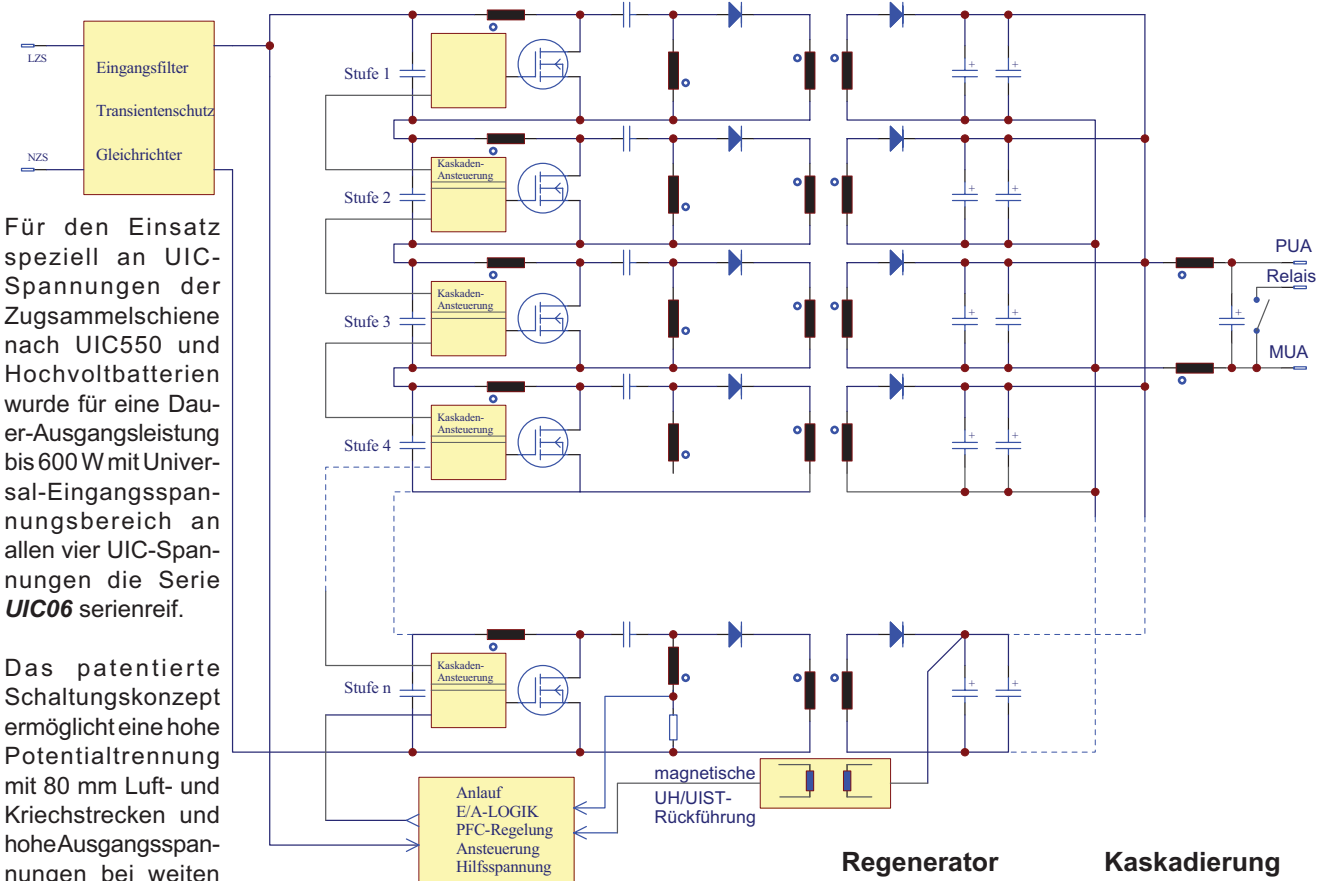 LZS
NZS
Eingangsfilter
Transientenschutz
Gleichrichter
Für den Einsatz
speziell an UIC-
Spannungen der
Zugsammelschiene
nach UIC550 und
Hochvoltbatterien
wurde für eine Dau-
er-Ausgangsleistung
bis 600 W mit Univer-
sal-Eingangsspan-
nungsbereich an
allen vier UIC-Span-
nungen die Serie
UIC06 serienreif.
Das patentierte
Schaltungskonzept
ermöglicht eine hohe
Potentialtrennung
mit 80 mm Luft- und
Kriechstrecken und
hohe Ausgangsspan-
nungen bei weiten
Stufe 1
Stufe 2
Kaskaden-
Ansteuerung
Stufe 3
Kaskaden-
Ansteuerung
Stufe 4
Kaskaden-
Ansteuerung
Stufe n
Kaskaden-
Ansteuerung
PUA
Relais
MUA
Anlauf
E/A-LOGIK
PFC-Regelung
Ansteuerung
Hilfsspannung
magnetische
UH/UIST-
Rückführung
Regenerator
Kaskadierung